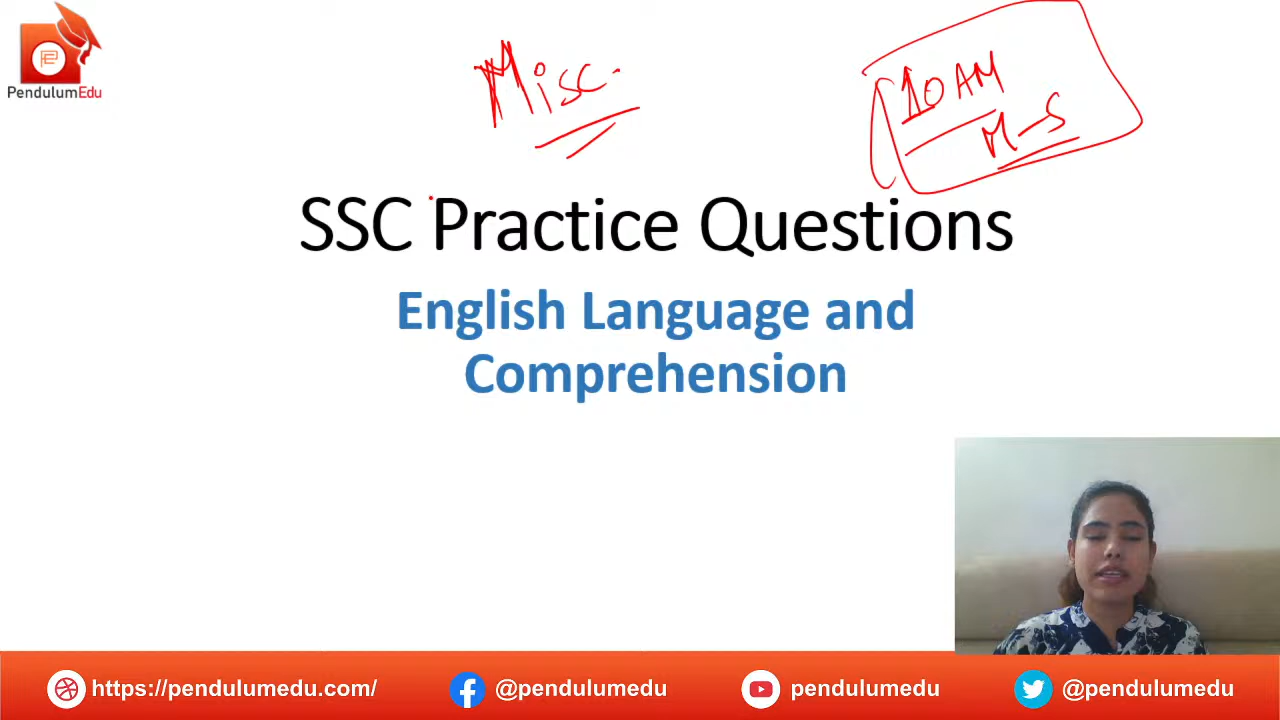 PendulumEdu
Misc.
10 AM
M-S
SSC Practice Questions
English Language and
Comprehension
https://pendulumedu.com/
@pendulumedu
pendulumedu
@pendulumedu